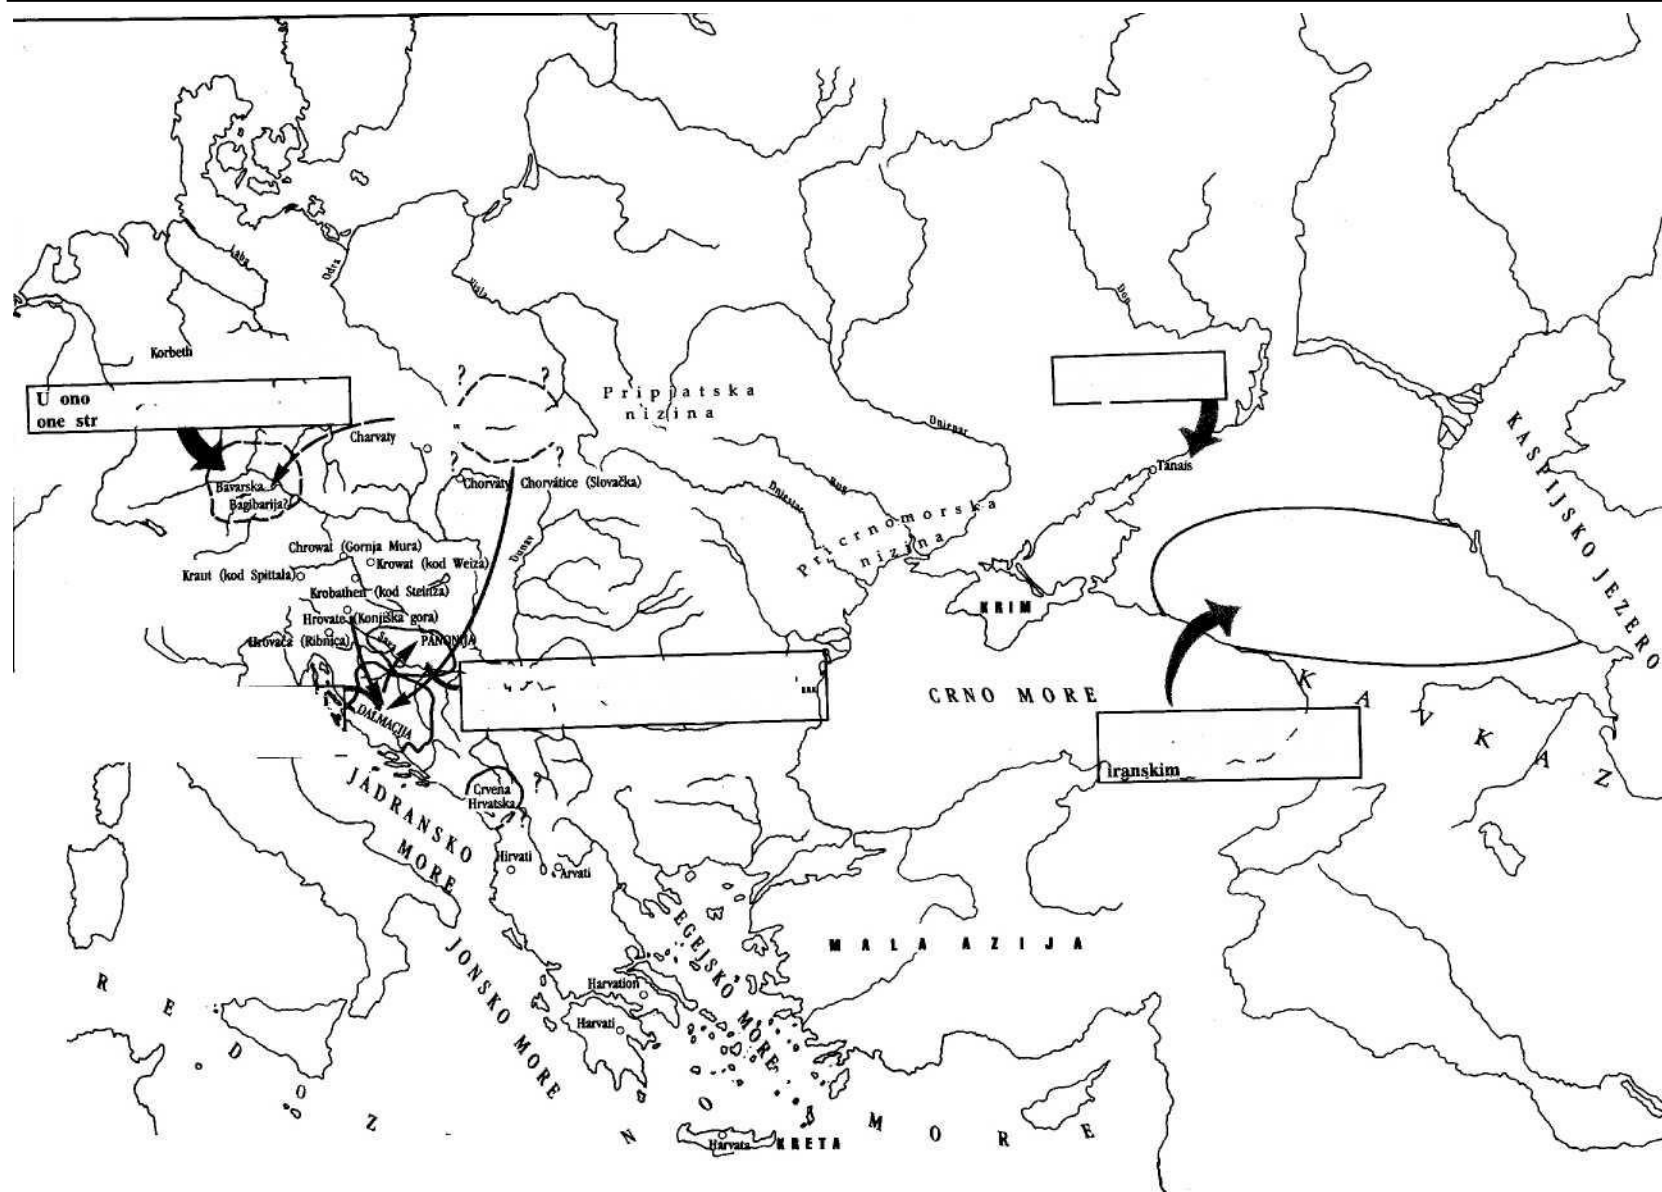 Laba
Odra
Visla
Don
Korbeth
U ono
one str
Pripjatska
nizina
Dnjepar
Charvaty
Tanais
Bavarska
Bagibarija?
Chorváty
Chorvátice (Slovačka)
Bug
Dnjestar
Pricrnomorska
nizina
Dunav
KASPIJSKO JEZERO
Chrowat (Gornja Mura)
Krowat (kod Weiza)
Kraut (kod Spittala)
Krobathen (kod Steinza)
Hrovate (Konjiška gora)
Hrovača (Ribnica)
Sava
PANONIJA
KRIM
DALMACIJA
CRNO MORE
KAVKAZ
iranskim
Crvena
Hrvatska
JADRANSKO
MORE
Hirvati
Arvati
EGEJSKO
MORE
MALA AZIJA
JONSKO MORE
Harvation
Harvati
Harvata
KRETA
REDOZ
N O
MORE